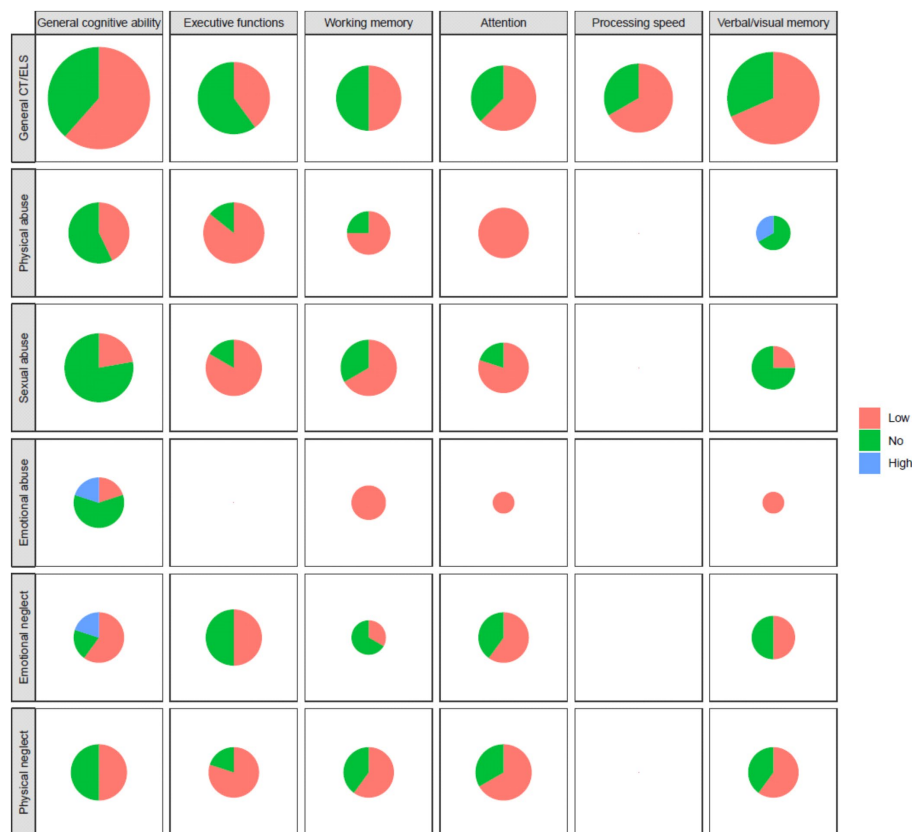 General cognitive ability
Executive functions
Working memory
Attention
Processing speed
Verbal/visual memory
General CT/ELS
Physical abuse
Sexual abuse
Emotional abuse
Emotional neglect
Physical neglect
Low
No
High